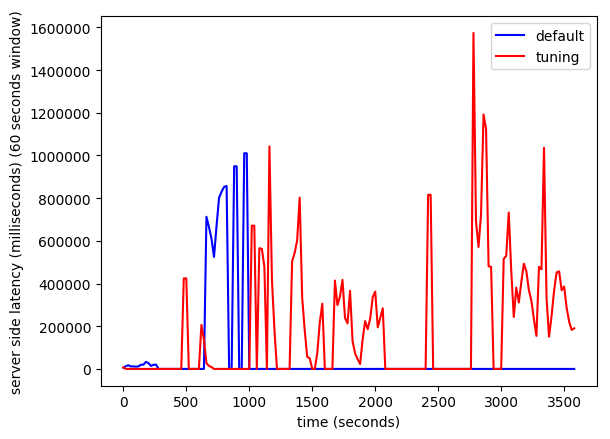 server side latency (milliseconds) (60 seconds window)
1600000
1400000
1200000
1000000
800000
600000
400000
200000
0
default
tuning
0 500 1000 1500 2000 2500 3000 3500
time (seconds)